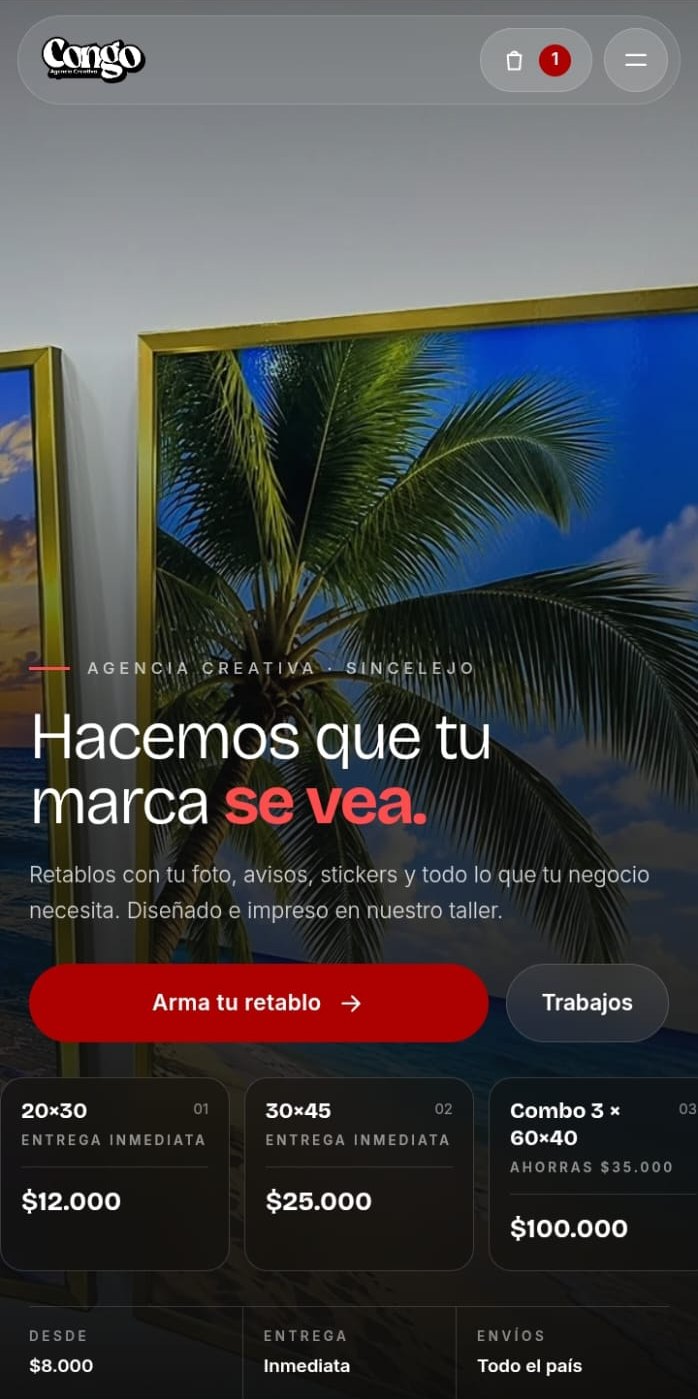 Congo
Agencia Creativa
1
AGENCIA CREATIVA · SINCELEJO
Hacemos que tu
marca se vea.
Retablos con tu foto, avisos, stickers y todo lo que tu negocio
necesita. Diseñado e impreso en nuestro taller.
Arma tu retablo →
Trabajos
20×30
01
ENTREGA INMEDIATA
$12.000
30×45
02
ENTREGA INMEDIATA
$25.000
Combo 3 ×
60×40
03
AHORRAS $35.000
$100.000
DESDE
$8.000
ENTREGA
Inmediata
ENVÍOS
Todo el país